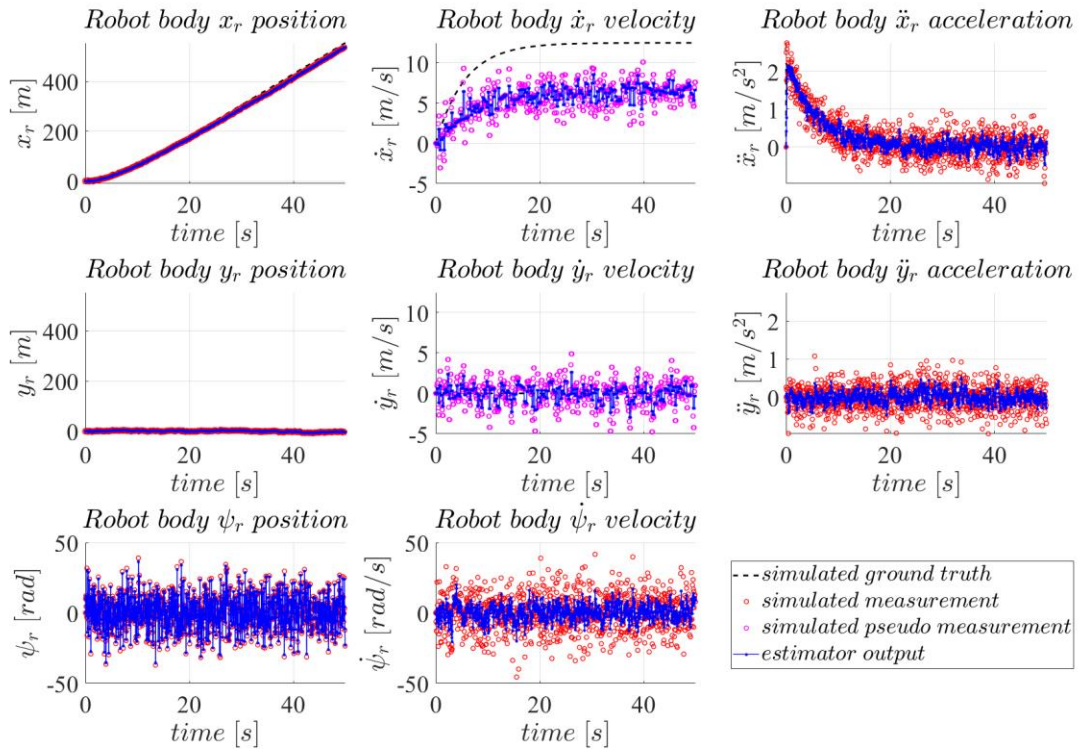 Robot body x_r position
Robot body ẋ_r velocity
Robot body ẍ_r acceleration
x_r [m]
400
200
0
0 20 40
time [s]
ẋ_r [m/s]
10
5
0
-5
0 20 40
time [s]
ẍ_r [m/s²]
2
1
0
0 20 40
time [s]
Robot body y_r position
Robot body ẏ_r velocity
Robot body ÿ_r acceleration
y_r [m]
400
200
0
0 20 40
time [s]
ẏ_r [m/s]
10
5
0
-5
0 20 40
time [s]
ÿ_r [m/s²]
2
1
0
0 20 40
time [s]
Robot body ψ_r position
Robot body ψ̇_r velocity
ψ_r [rad]
50
0
-50
0 20 40
time [s]
ψ̇_r [rad/s]
50
0
-50
0 20 40
time [s]
simulated ground truth
simulated measurement
simulated pseudo measurement
estimator output